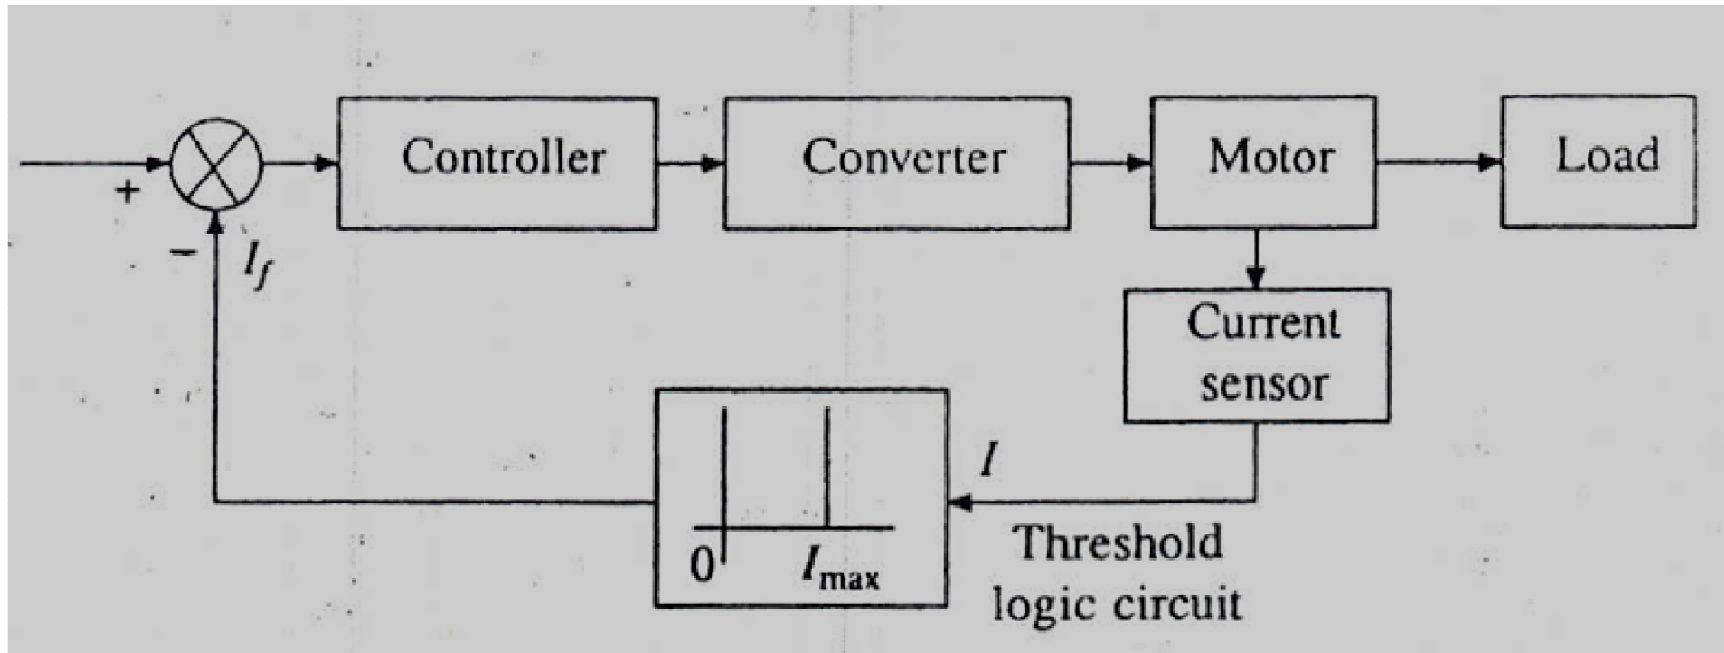 Controller
Converter
Motor
Load
+
−
I_f
Current
sensor
I
0
I_max
Threshold
logic circuit